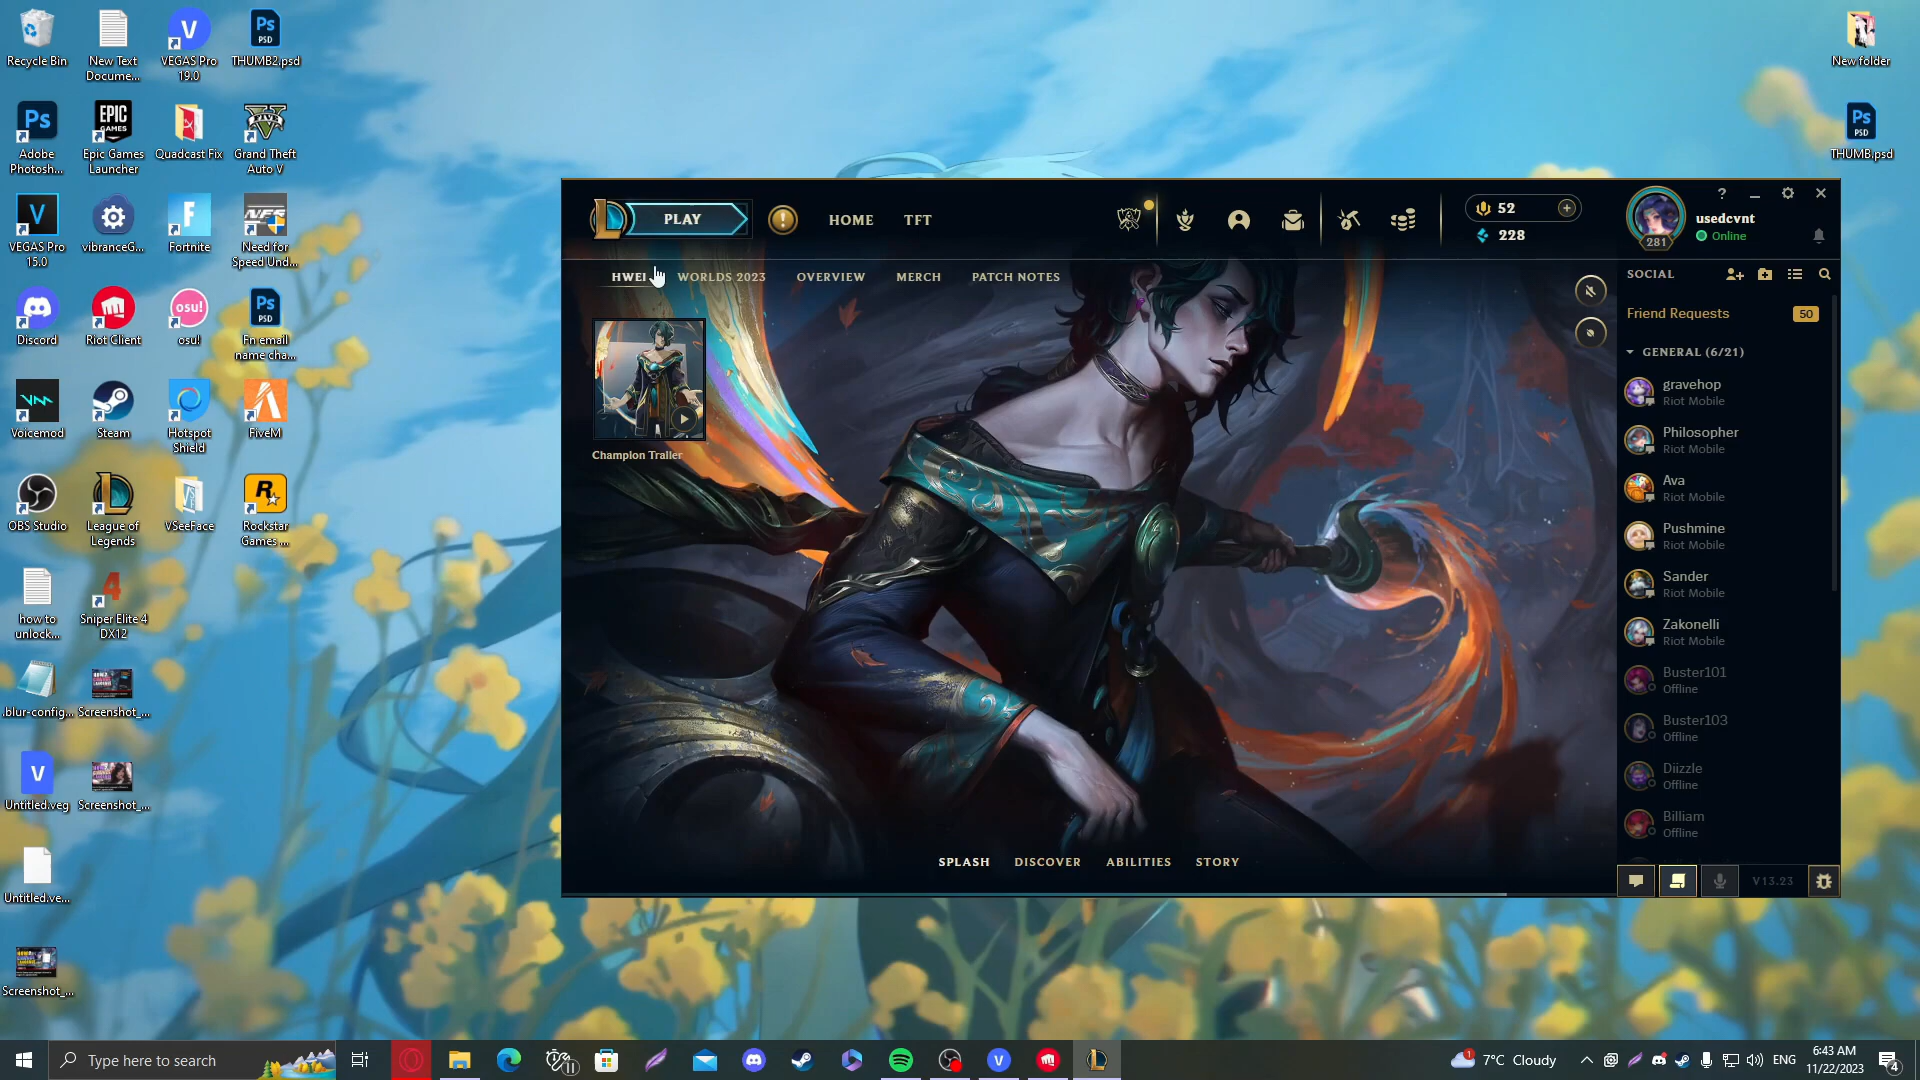 Recycle Bin
New Text
Docume...
VEGAS Pro
19.0
THUMB2.psd
Adobe
Photosh...
Epic Games
Launcher
Quadcast Fix
Grand Theft
Auto V
VEGAS Pro
15.0
vibranceG...
Fortnite
Need for
Speed Und...
Discord
Riot Client
osu!
Fn email
name cha...
Voicemod
Steam
Hotspot
Shield
FiveM
OBS Studio
League of
Legends
VSeeFace
Rockstar
Games ...
how to
unlock...
Sniper Elite 4
DX12
.blur-config...
Screenshot_...
Untitled.veg
Screenshot_...
Untitled.ve...
Screenshot_...
New folder
THUMB.psd
PLAY
HOME
TFT
52
228
281
usedcvnt
Online
HWEI
WORLDS 2023
OVERVIEW
MERCH
PATCH NOTES
Champion Trailer
SPLASH
DISCOVER
ABILITIES
STORY
SOCIAL
Friend Requests
50
GENERAL (6/21)
gravehop
Riot Mobile
Philosopher
Riot Mobile
Ava
Riot Mobile
Pushmine
Riot Mobile
Sander
Riot Mobile
Zakonelli
Riot Mobile
Buster101
Offline
Buster103
Offline
Diizzle
Offline
Billiam
Offline
V13.23
Type here to search
7°C Cloudy
ENG
6:43 AM
11/22/2023
4